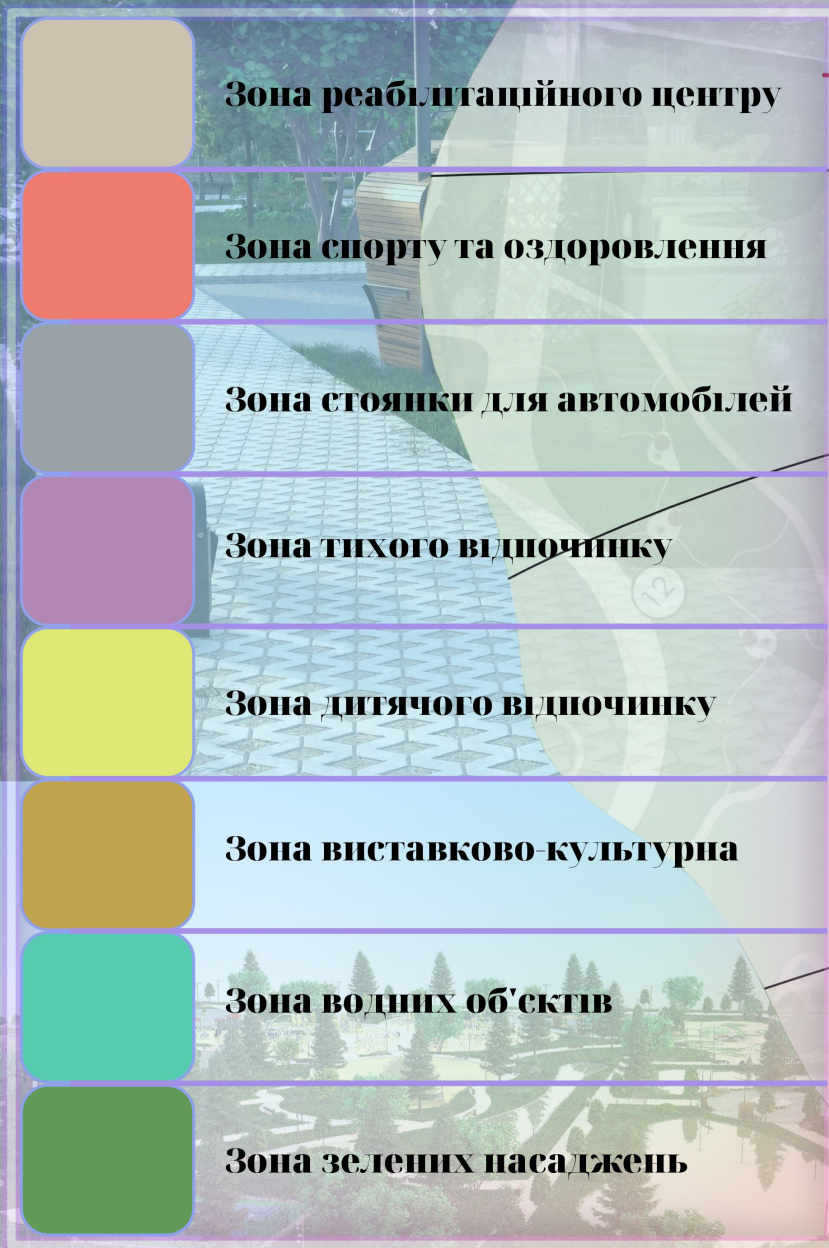 Зона реабілітаційного центру
Зона спорту та оздоровлення
Зона стоянки для автомобілей
Зона тихого відпочинку
12
Зона дитячого відпочинку
Зона виставково-культурна
Зона водних об'єктів
Зона зелених насаджень